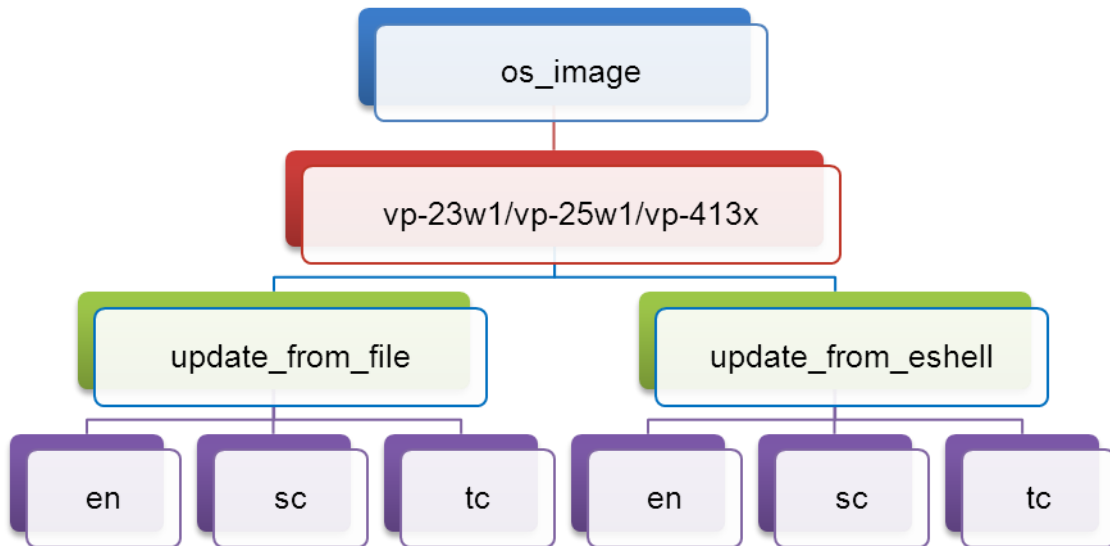 os_image
vp-23w1/vp-25w1/vp-413x
update_from_file
update_from_eshell
en
sc
tc
en
sc
tc